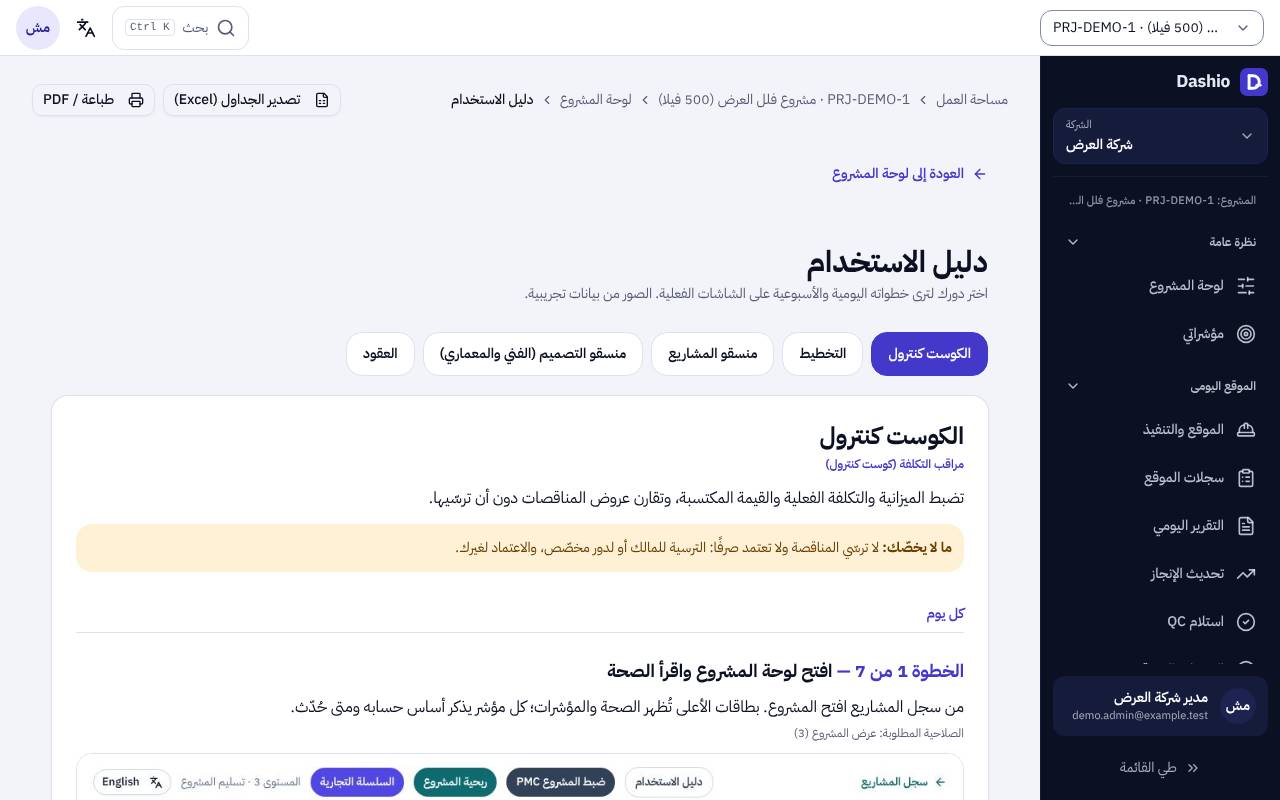 PRJ-DEMO-1 · مشروع فلل العرض (500 فيلا)
... PRJ-DEMO-1 · (500 فيلا)
بحث
Ctrl K
مش
Dashio
الشركة
شركة العرض
المشروع: PRJ-DEMO-1 · مشروع فلل الـ...
نظرة عامة
لوحة المشروع
مؤشراتي
الموقع اليومي
الموقع والتنفيذ
سجلات الموقع
التقرير اليومي
تحديث الإنجاز
استلام QC
مش
مدير شركة العرض
demo.admin@example.test
طي القائمة
مساحة العمل
لوحة المشروع
دليل الاستخدام
تصدير الجداول (Excel)
طباعة / PDF
العودة إلى لوحة المشروع
دليل الاستخدام
اختر دورك لترى خطواته اليومية والأسبوعية على الشاشات الفعلية. الصور من بيانات تجريبية.
الكوست كنترول
التخطيط
منسقو المشاريع
منسقو التصميم (الفني والمعماري)
العقود
الكوست كنترول
مراقب التكلفة (كوست كنترول)
تضبط الميزانية والتكلفة الفعلية والقيمة المكتسبة، وتقارن عروض المناقصات دون أن ترسّيها.
ما لا يخصّك: لا ترسّي المناقصة ولا تعتمد صرفًا: الترسية للمالك أو لدور مخصّص، والاعتماد لغيرك.
كل يوم
الخطوة 1 من 7 — افتح لوحة المشروع واقرأ الصحة
من سجل المشاريع افتح المشروع. بطاقات الأعلى تُظهر الصحة والمؤشرات؛ كل مؤشر يذكر أساس حسابه ومتى حُدّث.
الصلاحية المطلوبة: عرض المشروع (3)
سجل المشاريع
دليل الاستخدام
ضبط المشروع PMC
ربحية المشروع
السلسلة التجارية
المستوى 3 · تسليم المشروع
English